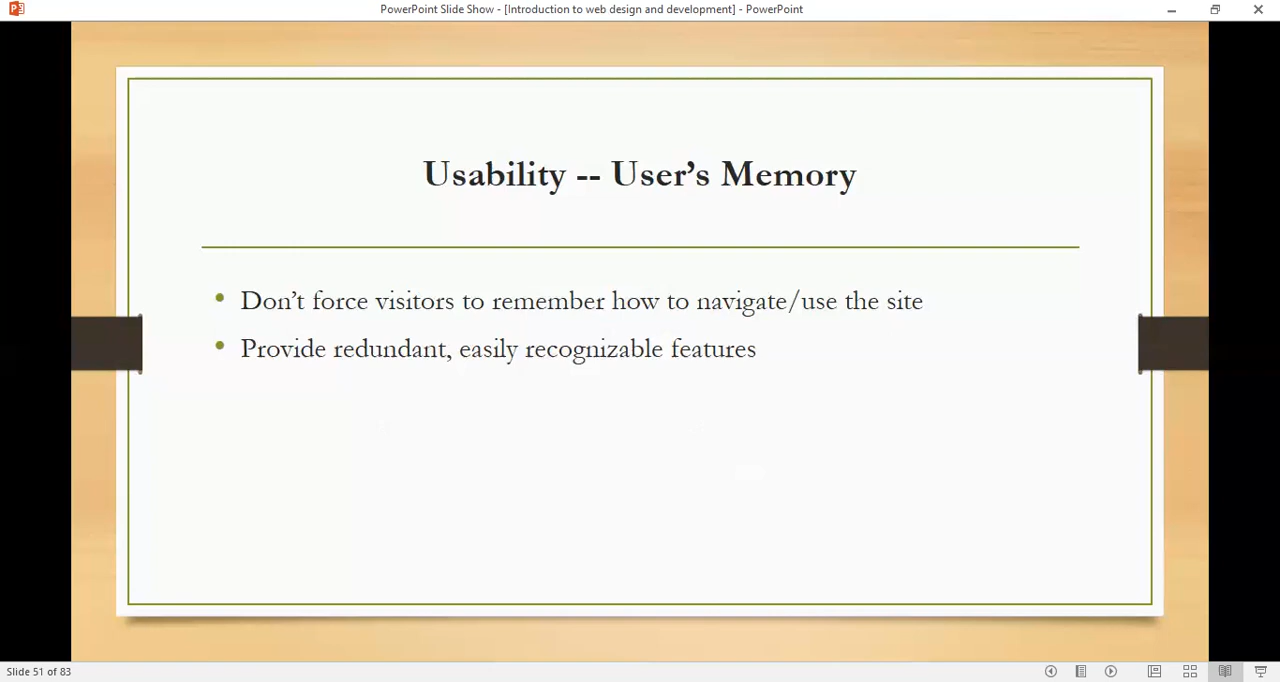 PowerPoint Slide Show - [Introduction to web design and development] - PowerPoint
Usability -- User’s Memory
• Don’t force visitors to remember how to navigate/use the site
• Provide redundant, easily recognizable features
Slide 51 of 83